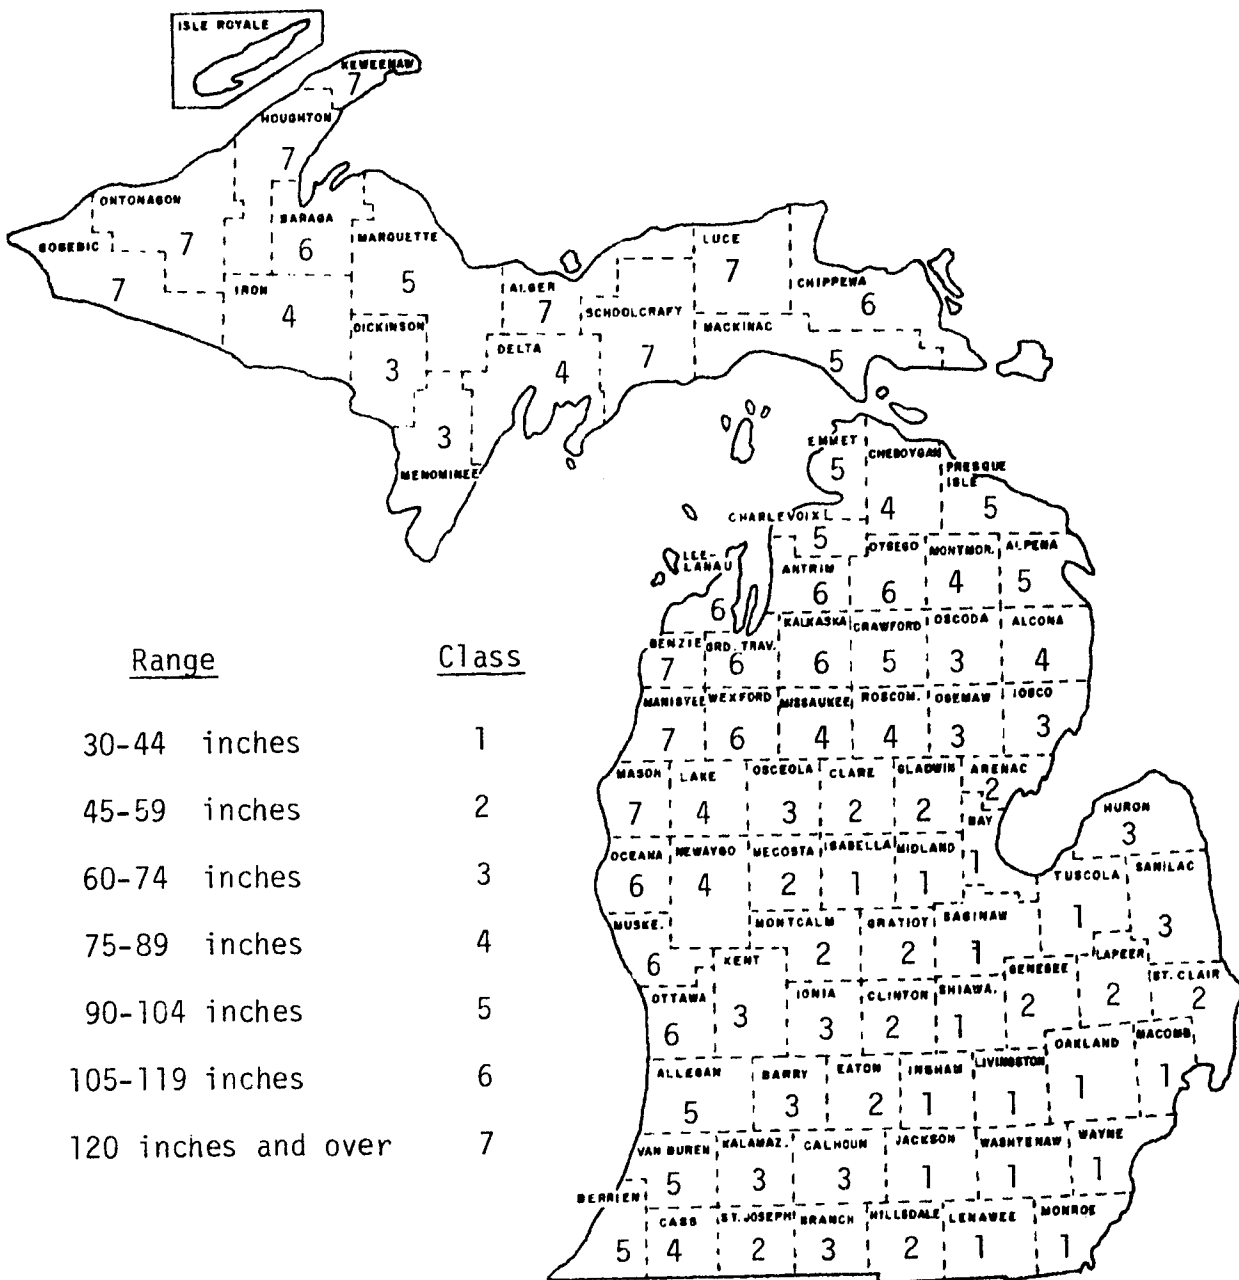 ISLE ROYALE
KEWEENAW
7
HOUGHTON
7
ONTONAGON
7
BARAGA
6
MARQUETTE
5
GOGEBIC
7
IRON
4
DICKINSON
3
ALGER
7
SCHOOLCRAFT
7
LUCE
7
CHIPPEWA
6
MACKINAC
5
DELTA
4
MENOMINEE
3
EMMET
5
CHEBOYGAN
4
PRESQUE
ISLE
5
CHARLEVOIX
5
LEE-
LANAU
6
ANTRIM
6
OTSEGO
6
MONTMOR.
4
ALPENA
5
BENZIE
7
GRD. TRAV.
6
KALKASKA
6
CRAWFORD
5
OSCODA
3
ALCONA
4
MANISTEE
7
WEXFORD
6
MISSAUKEE
4
ROSCOM.
4
OGEMAW
3
IOSCO
3
MASON
7
LAKE
4
OSCEOLA
3
CLARE
2
GLADWIN
2
ARENAC
2
BAY
1
HURON
3
OCEANA
6
NEWAYGO
4
MECOSTA
2
ISABELLA
1
MIDLAND
1
TUSCOLA
1
SANILAC
3
MUSKE.
6
MONTCALM
2
GRATIOT
2
SAGINAW
1
KENT
3
GENESEE
2
LAPEER
2
ST. CLAIR
2
OTTAWA
6
IONIA
3
CLINTON
2
SHIAWA.
1
ALLEGAN
5
BARRY
3
EATON
2
INGHAM
1
LIVINGSTON
1
OAKLAND
1
MACOMB
1
VAN BUREN
5
KALAMAZ.
3
CALHOUN
3
JACKSON
1
WASHTENAW
1
WAYNE
1
BERRIEN
5
CASS
4
ST. JOSEPH
2
BRANCH
3
HILLSDALE
2
LENAWEE
1
MONROE
1
Range Class
30-44 inches 1
45-59 inches 2
60-74 inches 3
75-89 inches 4
90-104 inches 5
105-119 inches 6
120 inches and over 7